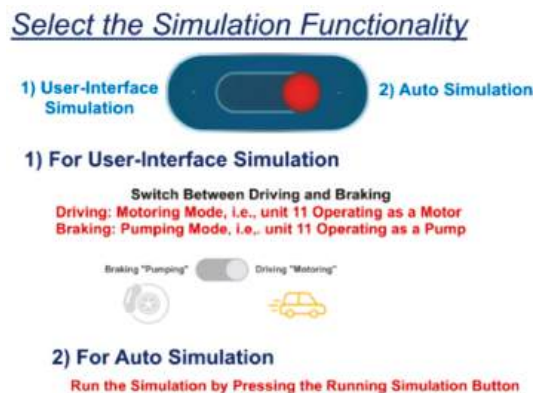 Select the Simulation Functionality
1) User-Interface
Simulation
2) Auto Simulation
1) For User-Interface Simulation
Switch Between Driving and Braking
Driving: Motoring Mode, i.e., unit 11 Operating as a Motor
Braking: Pumping Mode, i.e,. unit 11 Operating as a Pump
Braking "Pumping"
Driving "Motoring"
2) For Auto Simulation
Run the Simulation by Pressing the Running Simulation Button